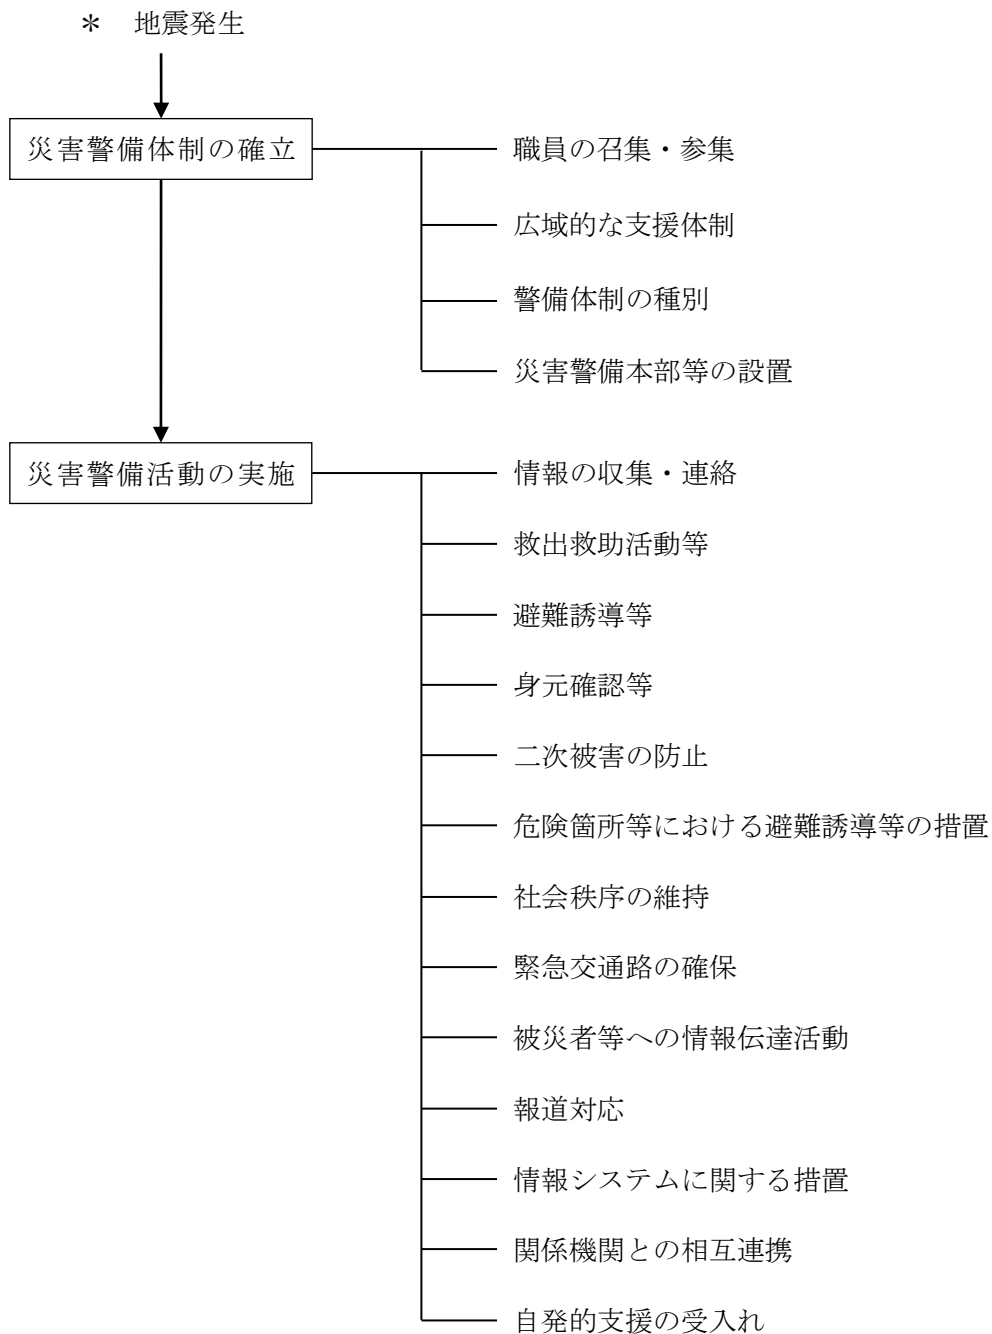 ＊　地震発生
災害警備体制の確立
職員の召集・参集
広域的な支援体制
警備体制の種別
災害警備本部等の設置
災害警備活動の実施
情報の収集・連絡
救出救助活動等
避難誘導等
身元確認等
二次被害の防止
危険箇所等における避難誘導等の措置
社会秩序の維持
緊急交通路の確保
被災者等への情報伝達活動
報道対応
情報システムに関する措置
関係機関との相互連携
自発的支援の受入れ